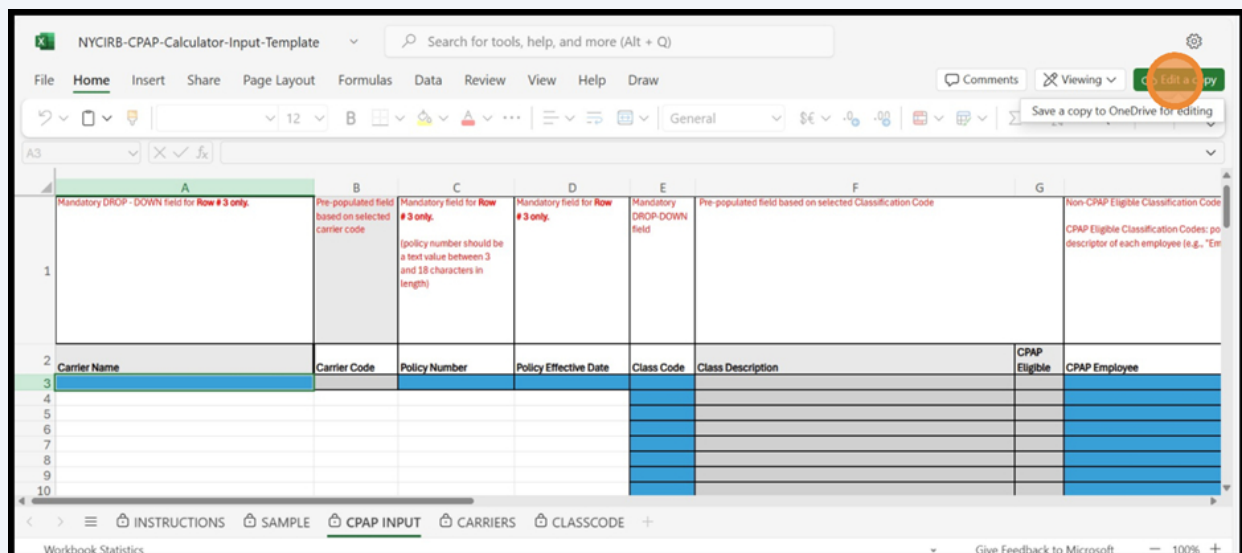 NYCIRB-CPAP-Calculator-Input-Template
Search for tools, help, and more (Alt + Q)
File Home Insert Share Page Layout Formulas Data Review View Help Draw
Comments Viewing Edit a copy
12 B General $€
Save a copy to OneDrive for editing
A3 fx
A B C D E F G
1
Mandatory DROP - DOWN field for Row # 3 only.
Pre-populated field
based on selected
carrier code
Mandatory field for Row
# 3 only.
(policy number should be
a text value between 3
and 18 characters in
length)
Mandatory field for Row
# 3 only.
Mandatory
DROP-DOWN
field
Pre-populated field based on selected Classification Code
Non-CPAP Eligible Classification Code
CPAP Eligible Classification Codes: po
descriptor of each employee (e.g., "Em
2 Carrier Name Carrier Code Policy Number Policy Effective Date Class Code Class Description CPAP Eligible CPAP Employee
3
4
5
6
7
8
9
10
INSTRUCTIONS SAMPLE CPAP INPUT CARRIERS CLASSCODE
Workbook Statistics Give Feedback to Microsoft 100%